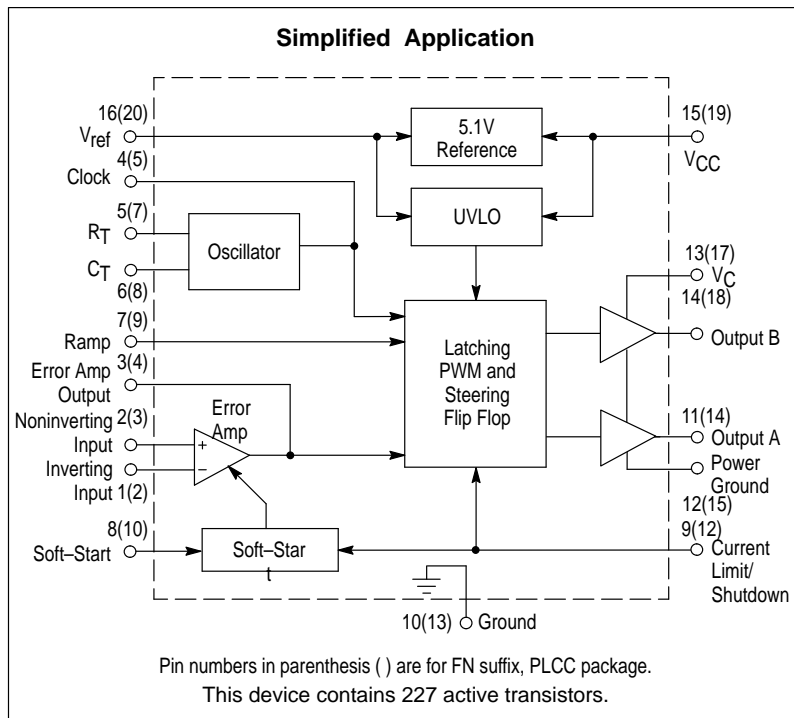 Simplified Application
16(20)
Vref
4(5)
Clock
5(7)
RT
CT
6(8)
7(9)
Ramp
3(4)
Error Amp
Output
Noninverting 2(3)
Input
Inverting
Input 1(2)
8(10)
Soft–Start
5.1V
Reference
UVLO
Oscillator
Latching
PWM and
Steering
Flip Flop
Error
Amp
+
–
Soft–Star
t
15(19)
VCC
13(17)
VC
14(18)
Output B
11(14)
Output A
Power
Ground
12(15)
9(12)
Current
Limit/
Shutdown
10(13) Ground
Pin numbers in parenthesis ( ) are for FN suffix, PLCC package.
This device contains 227 active transistors.